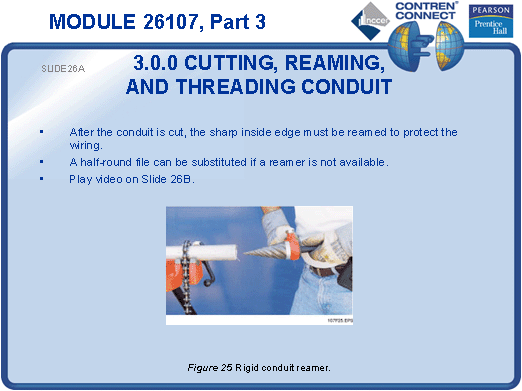 MODULE 26107, Part 3
nccer
CONTREN®
CONNECT
PEARSON
Prentice
Hall
SLIDE 26A
3.0.0 CUTTING, REAMING,
AND THREADING CONDUIT
• After the conduit is cut, the sharp inside edge must be reamed to protect the
wiring.
• A half-round file can be substituted if a reamer is not available.
• Play video on Slide 26B.
107F25.EPS
Figure 25 Rigid conduit reamer.